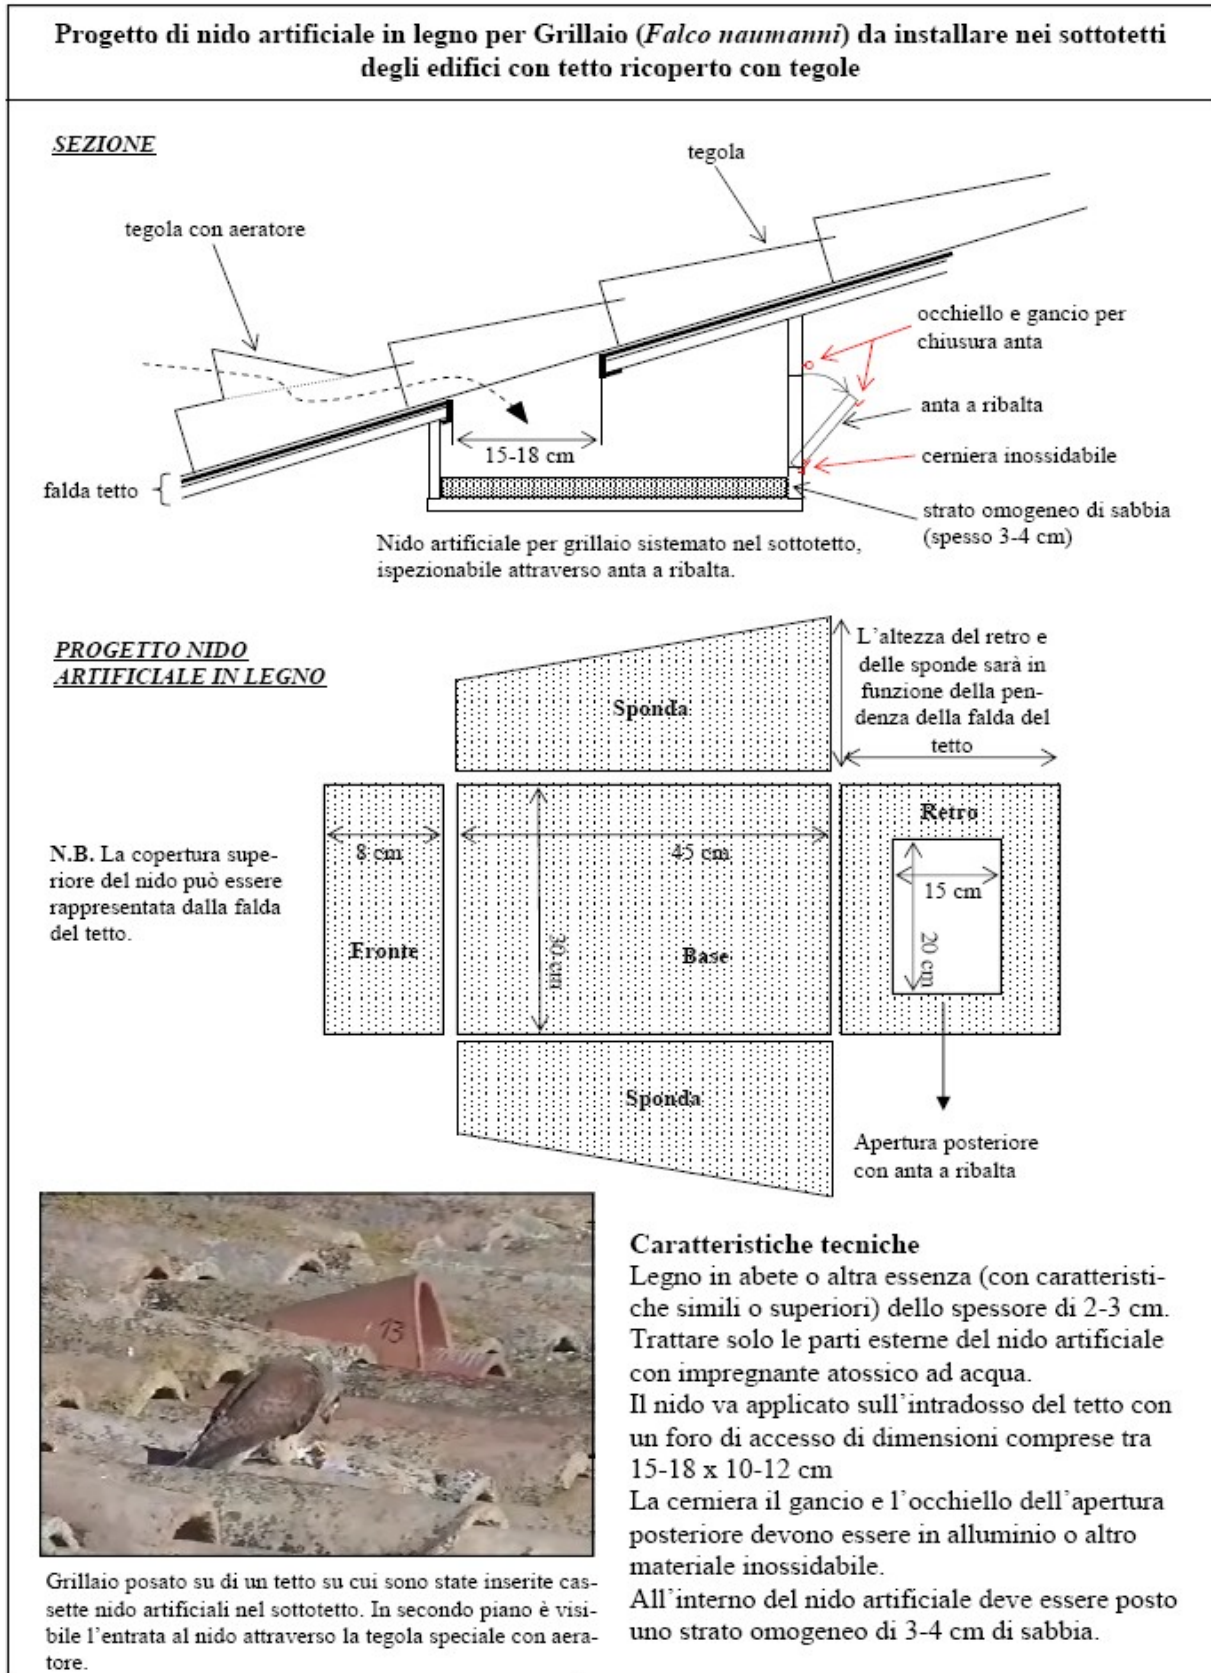 Progetto di nido artificiale in legno per Grillaio (Falco naumanni) da installare nei sottotetti
degli edifici con tetto ricoperto con tegole
SEZIONE
tegola
tegola con aeratore
occhiello e gancio per
chiusura anta
anta a ribalta
15-18 cm
cerniera inossidabile
falda tetto
strato omogeneo di sabbia
(spesso 3-4 cm)
Nido artificiale per grillaio sistemato nel sottotetto,
ispezionabile attraverso anta a ribalta.
PROGETTO NIDO
ARTIFICIALE IN LEGNO
L'altezza del retro e
delle sponde sarà in
funzione della pen-
denza della falda del
tetto
Sponda
Retro
8 cm
45 cm
15 cm
N.B. La copertura supe-
riore del nido può essere
rappresentata dalla falda
del tetto.
Fronte
30 cm
Base
20 cm
Sponda
Apertura posteriore
con anta a ribalta
13
Grillaio posato su di un tetto su cui sono state inserite cas-
sette nido artificiali nel sottotetto. In secondo piano è visi-
bile l'entrata al nido attraverso la tegola speciale con aera-
tore.
Caratteristiche tecniche
Legno in abete o altra essenza (con caratteristi-
che simili o superiori) dello spessore di 2-3 cm.
Trattare solo le parti esterne del nido artificiale
con impregnante atossico ad acqua.
Il nido va applicato sull'intradosso del tetto con
un foro di accesso di dimensioni comprese tra
15-18 x 10-12 cm
La cerniera il gancio e l'occhiello dell'apertura
posteriore devono essere in alluminio o altro
materiale inossidabile.
All'interno del nido artificiale deve essere posto
uno strato omogeneo di 3-4 cm di sabbia.